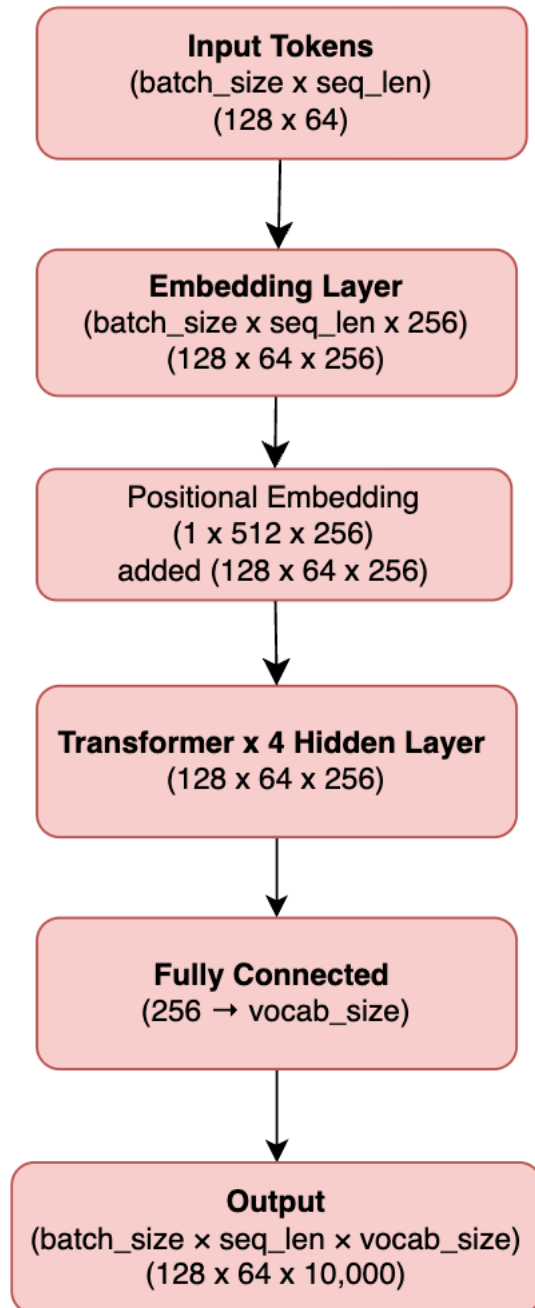 Input Tokens
(batch_size x seq_len)
(128 x 64)
Embedding Layer
(batch_size x seq_len x 256)
(128 x 64 x 256)
Positional Embedding
(1 x 512 x 256)
added (128 x 64 x 256)
Transformer x 4 Hidden Layer
(128 x 64 x 256)
Fully Connected
(256 → vocab_size)
Output
(batch_size × seq_len × vocab_size)
(128 x 64 x 10,000)